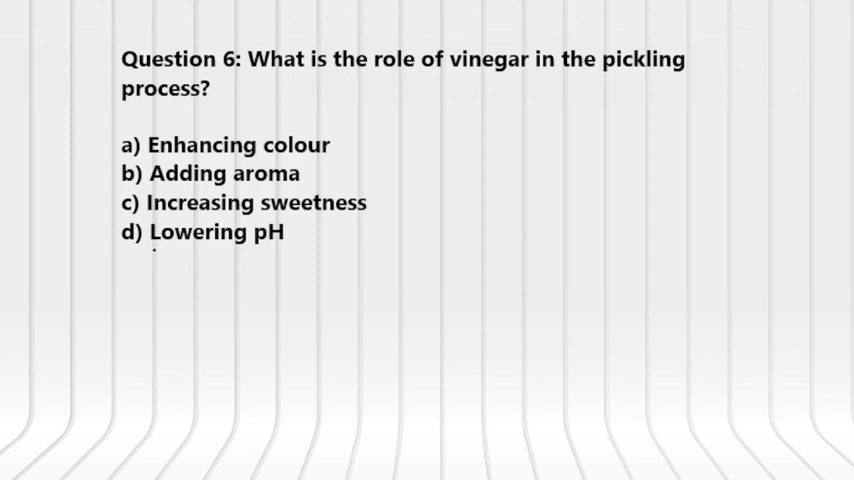 Question 6: What is the role of vinegar in the pickling
process?
a) Enhancing colour
b) Adding aroma
c) Increasing sweetness
d) Lowering pH